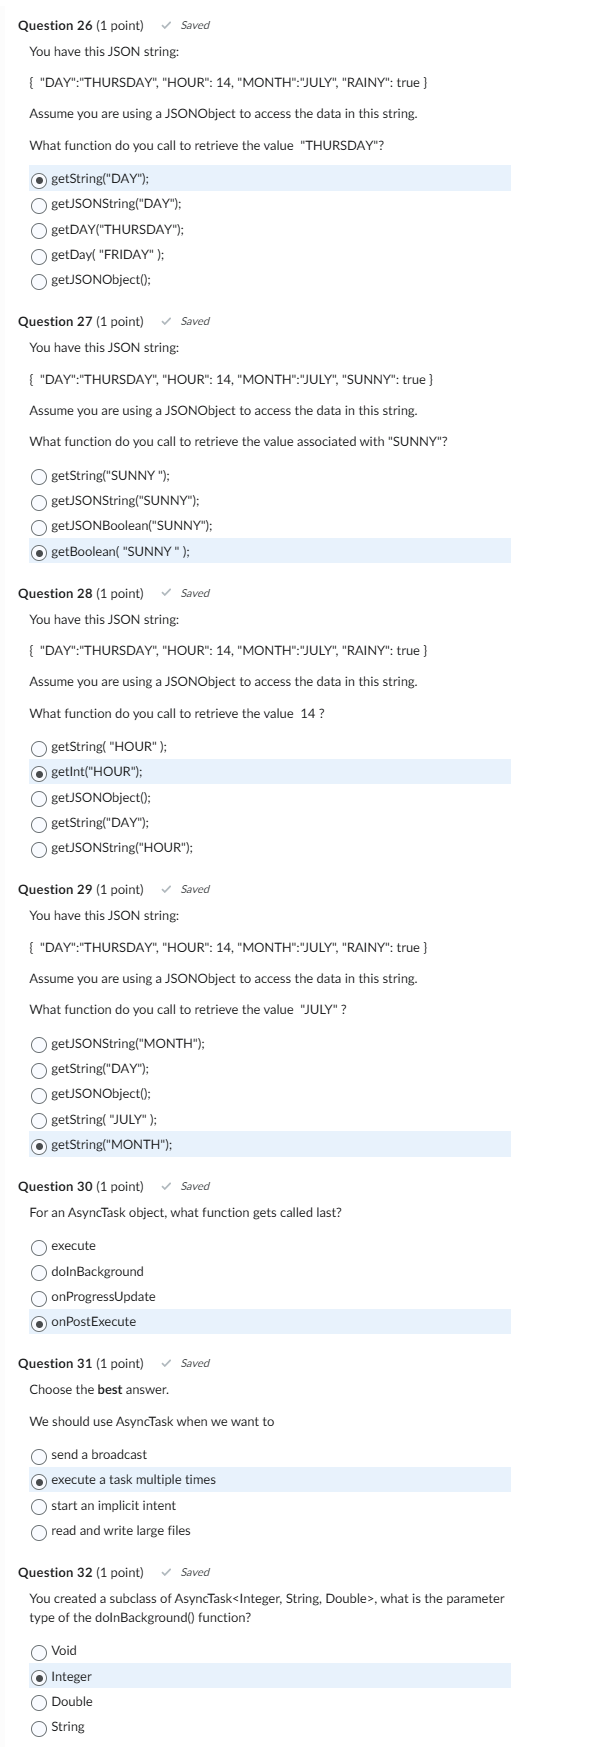 Question 26 (1 point) ✓ Saved
You have this JSON string:
{ "DAY":"THURSDAY", "HOUR": 14, "MONTH":"JULY", "RAINY": true }
Assume you are using a JSONObject to access the data in this string.
What function do you call to retrieve the value "THURSDAY"?
getString("DAY");
getJSONString("DAY");
getDAY("THURSDAY");
getDay( "FRIDAY" );
getJSONObject();
Question 27 (1 point) ✓ Saved
You have this JSON string:
{ "DAY":"THURSDAY", "HOUR": 14, "MONTH":"JULY", "SUNNY": true }
Assume you are using a JSONObject to access the data in this string.
What function do you call to retrieve the value associated with "SUNNY"?
getString("SUNNY ");
getJSONString("SUNNY");
getJSONBoolean("SUNNY");
getBoolean( "SUNNY " );
Question 28 (1 point) ✓ Saved
You have this JSON string:
{ "DAY":"THURSDAY", "HOUR": 14, "MONTH":"JULY", "RAINY": true }
Assume you are using a JSONObject to access the data in this string.
What function do you call to retrieve the value 14 ?
getString( "HOUR" );
getInt("HOUR");
getJSONObject();
getString("DAY");
getJSONString("HOUR");
Question 29 (1 point) ✓ Saved
You have this JSON string:
{ "DAY":"THURSDAY", "HOUR": 14, "MONTH":"JULY", "RAINY": true }
Assume you are using a JSONObject to access the data in this string.
What function do you call to retrieve the value "JULY" ?
getJSONString("MONTH");
getString("DAY");
getJSONObject();
getString( "JULY" );
getString("MONTH");
Question 30 (1 point) ✓ Saved
For an AsyncTask object, what function gets called last?
execute
doInBackground
onProgressUpdate
onPostExecute
Question 31 (1 point) ✓ Saved
Choose the best answer.
We should use AsyncTask when we want to
send a broadcast
execute a task multiple times
start an implicit intent
read and write large files
Question 32 (1 point) ✓ Saved
You created a subclass of AsyncTask<Integer, String, Double>, what is the parameter
type of the doInBackground() function?
Void
Integer
Double
String